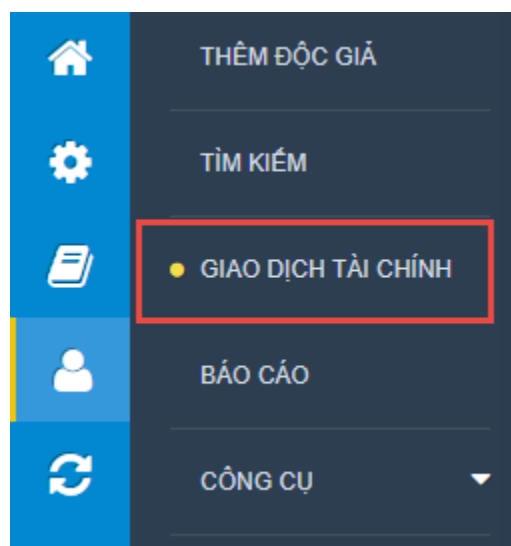 THÊM ĐỘC GIẢ
TÌM KIẾM
GIAO DỊCH TÀI CHÍNH
BÁO CÁO
CÔNG CỤ